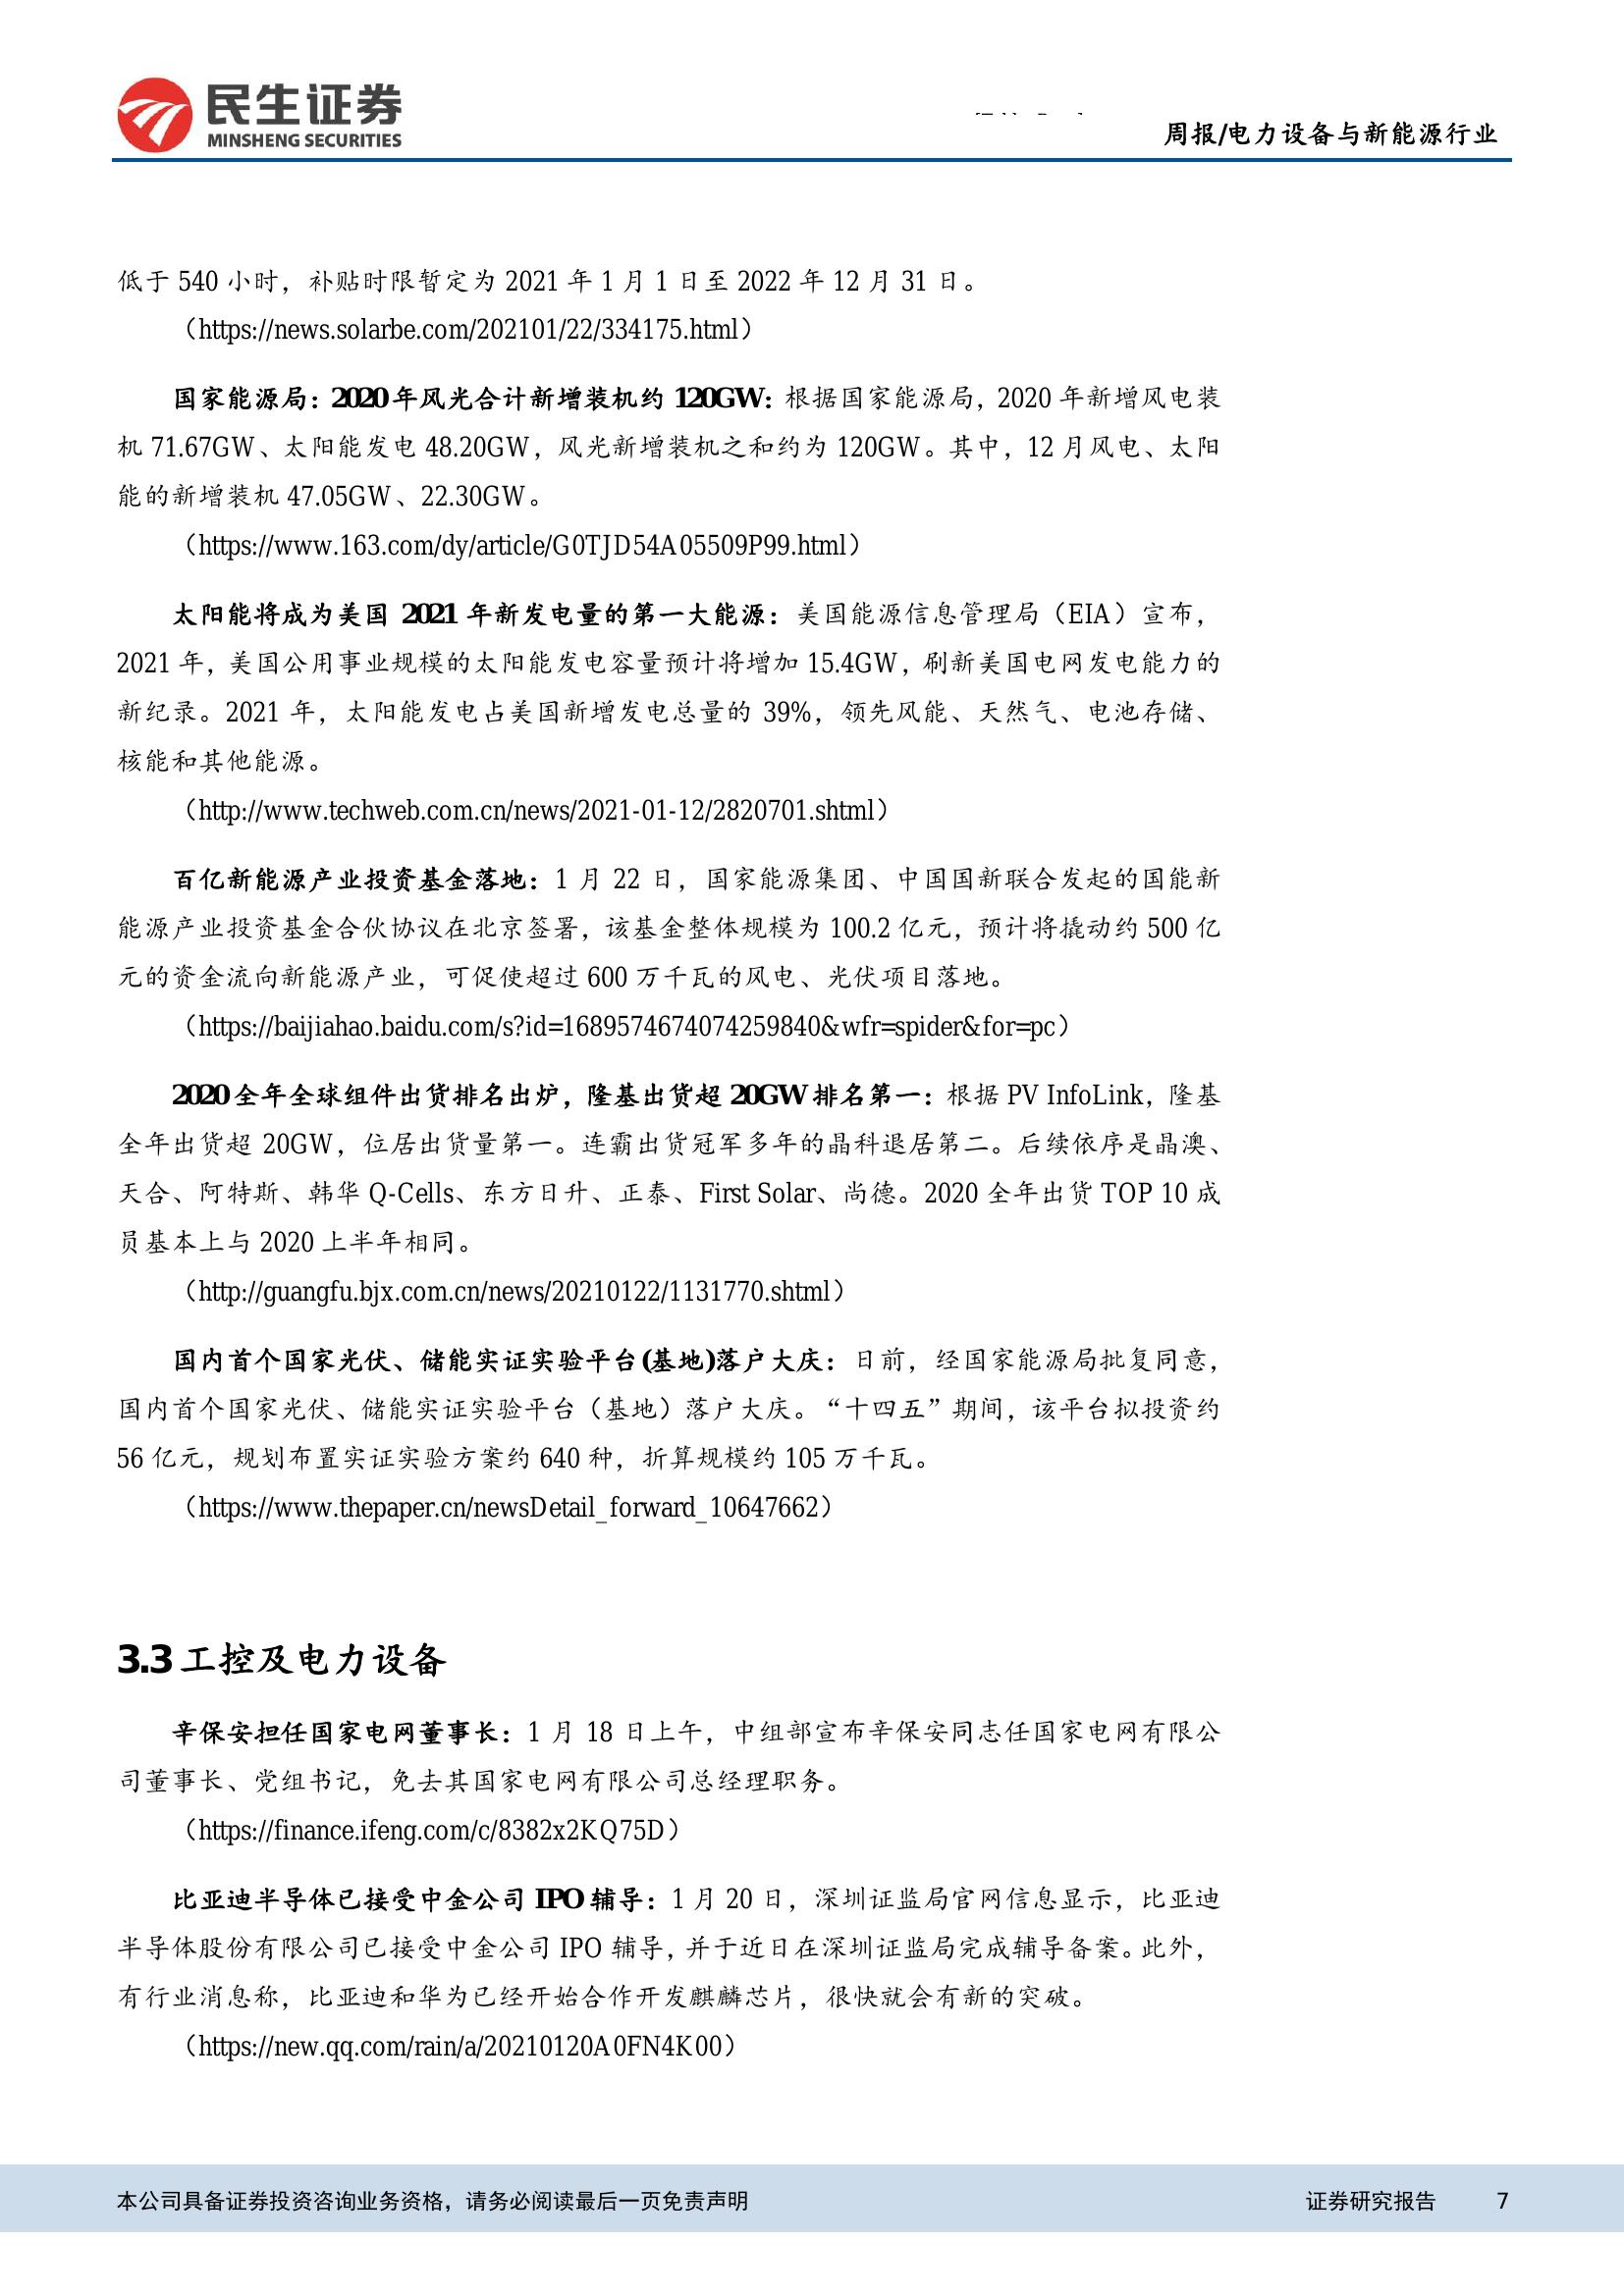 民生证券
MINSHENG SECURITIES
周报/电力设备与新能源行业
低于 540 小时，补贴时限暂定为 2021 年 1 月 1 日至 2022 年 12 月 31 日。
（https://news.solarbe.com/202101/22/334175.html）
国家能源局：2020 年风光合计新增装机约 120GW：根据国家能源局，2020 年新增风电装
机 71.67GW、太阳能发电 48.20GW，风光新增装机之和约为 120GW。其中，12 月风电、太阳
能的新增装机 47.05GW、22.30GW。
（https://www.163.com/dy/article/G0TJD54A05509P99.html）
太阳能将成为美国 2021 年新发电量的第一大能源：美国能源信息管理局（EIA）宣布，
2021 年，美国公用事业规模的太阳能发电容量预计将增加 15.4GW，刷新美国电网发电能力的
新纪录。2021 年，太阳能发电占美国新增发电总量的 39%，领先风能、天然气、电池存储、
核能和其他能源。
（http://www.techweb.com.cn/news/2021-01-12/2820701.shtml）
百亿新能源产业投资基金落地：1 月 22 日，国家能源集团、中国国新联合发起的国能新
能源产业投资基金合伙协议在北京签署，该基金整体规模为 100.2 亿元，预计将撬动约 500 亿
元的资金流向新能源产业，可促使超过 600 万千瓦的风电、光伏项目落地。
（https://baijiahao.baidu.com/s?id=1689574674074259840&wfr=spider&for=pc）
2020 全年全球组件出货排名出炉，隆基出货超 20GW 排名第一：根据 PV InfoLink，隆基
全年出货超 20GW，位居出货量第一。连霸出货冠军多年的晶科退居第二。后续依序是晶澳、
天合、阿特斯、韩华 Q-Cells、东方日升、正泰、First Solar、尚德。2020 全年出货 TOP 10 成
员基本上与 2020 上半年相同。
（http://guangfu.bjx.com.cn/news/20210122/1131770.shtml）
国内首个国家光伏、储能实证实验平台(基地)落户大庆：日前，经国家能源局批复同意，
国内首个国家光伏、储能实证实验平台（基地）落户大庆。“十四五”期间，该平台拟投资约
56 亿元，规划布置实证实验方案约 640 种，折算规模约 105 万千瓦。
（https://www.thepaper.cn/newsDetail_forward_10647662）
3.3 工控及电力设备
辛保安担任国家电网董事长：1 月 18 日上午，中组部宣布辛保安同志任国家电网有限公
司董事长、党组书记，免去其国家电网有限公司总经理职务。
（https://finance.ifeng.com/c/8382x2KQ75D）
比亚迪半导体已接受中金公司 IPO 辅导：1 月 20 日，深圳证监局官网信息显示，比亚迪
半导体股份有限公司已接受中金公司 IPO 辅导，并于近日在深圳证监局完成辅导备案。此外，
有行业消息称，比亚迪和华为已经开始合作开发麒麟芯片，很快就会有新的突破。
（https://new.qq.com/rain/a/20210120A0FN4K00）
本公司具备证券投资咨询业务资格，请务必阅读最后一页免责声明 证券研究报告 7